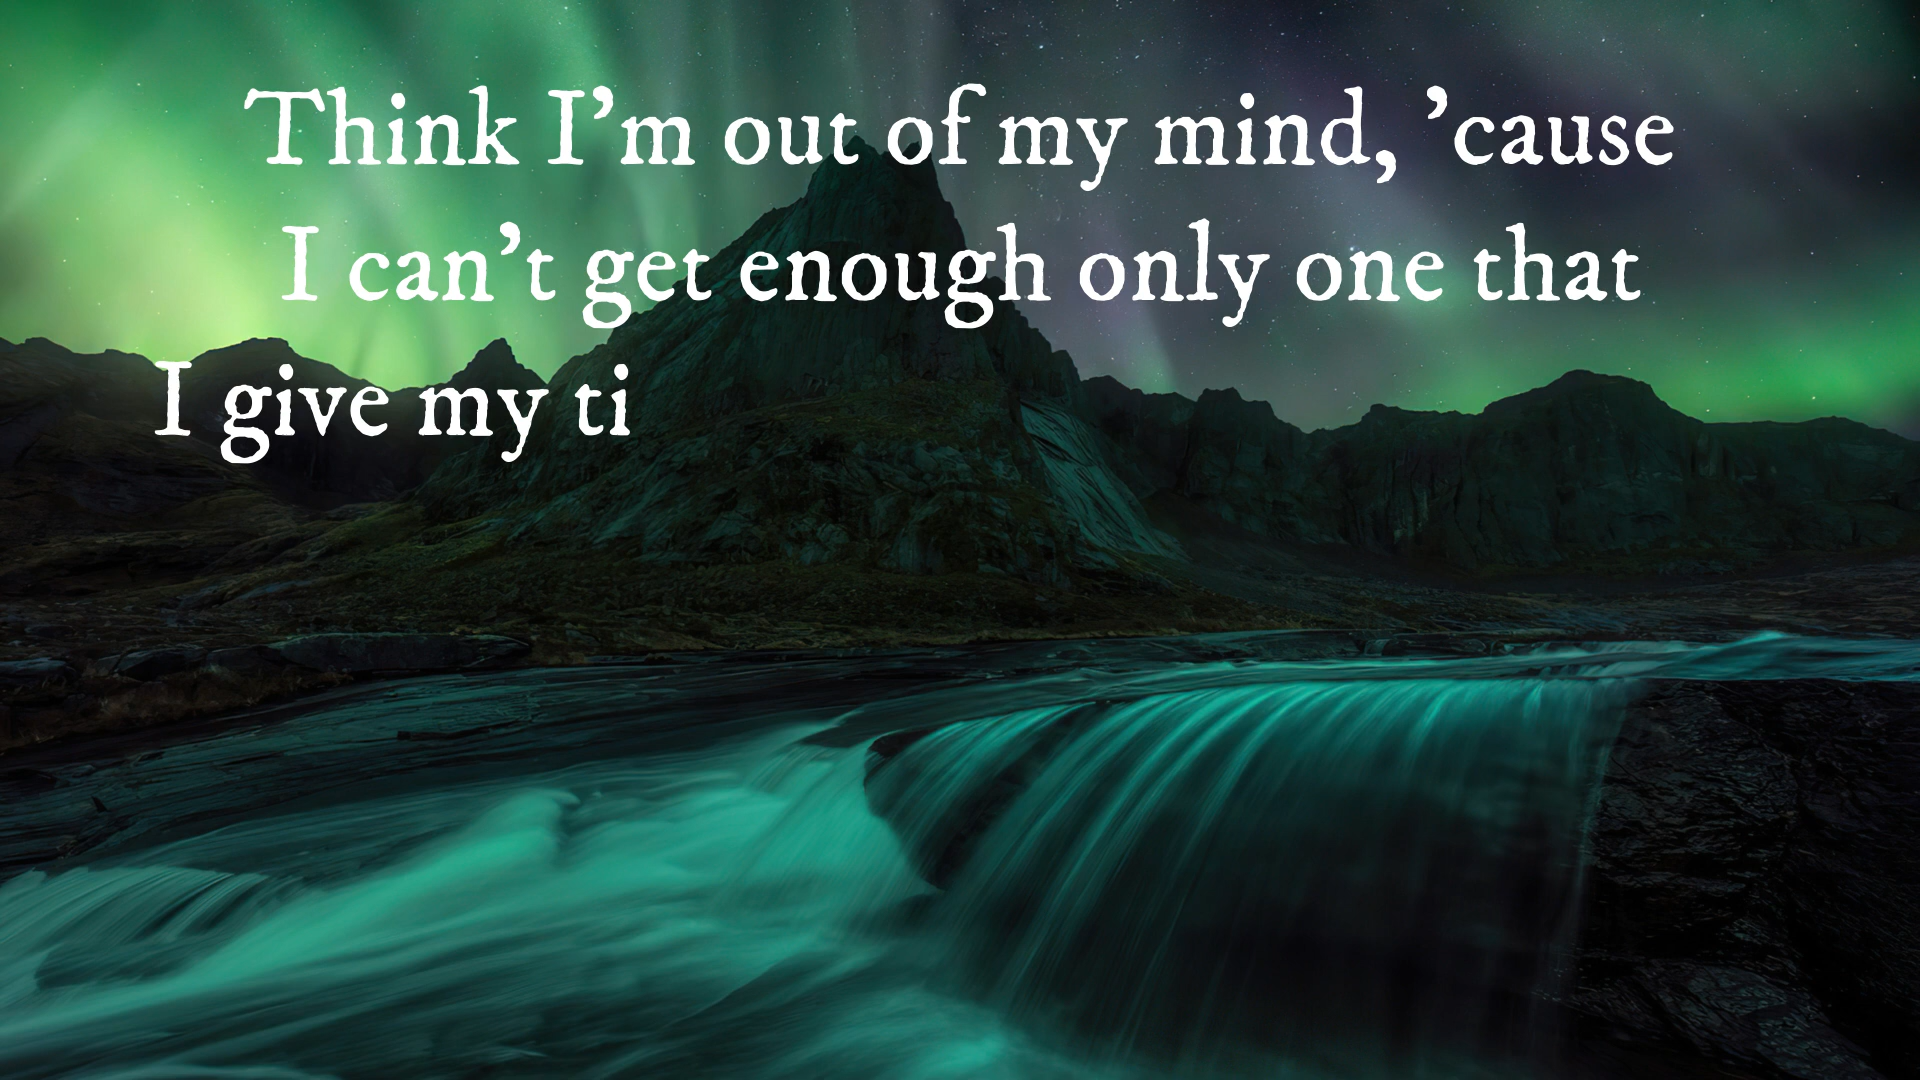 Think I’m out of my mind, ’cause
I can’t get enough only one that
I give my ti